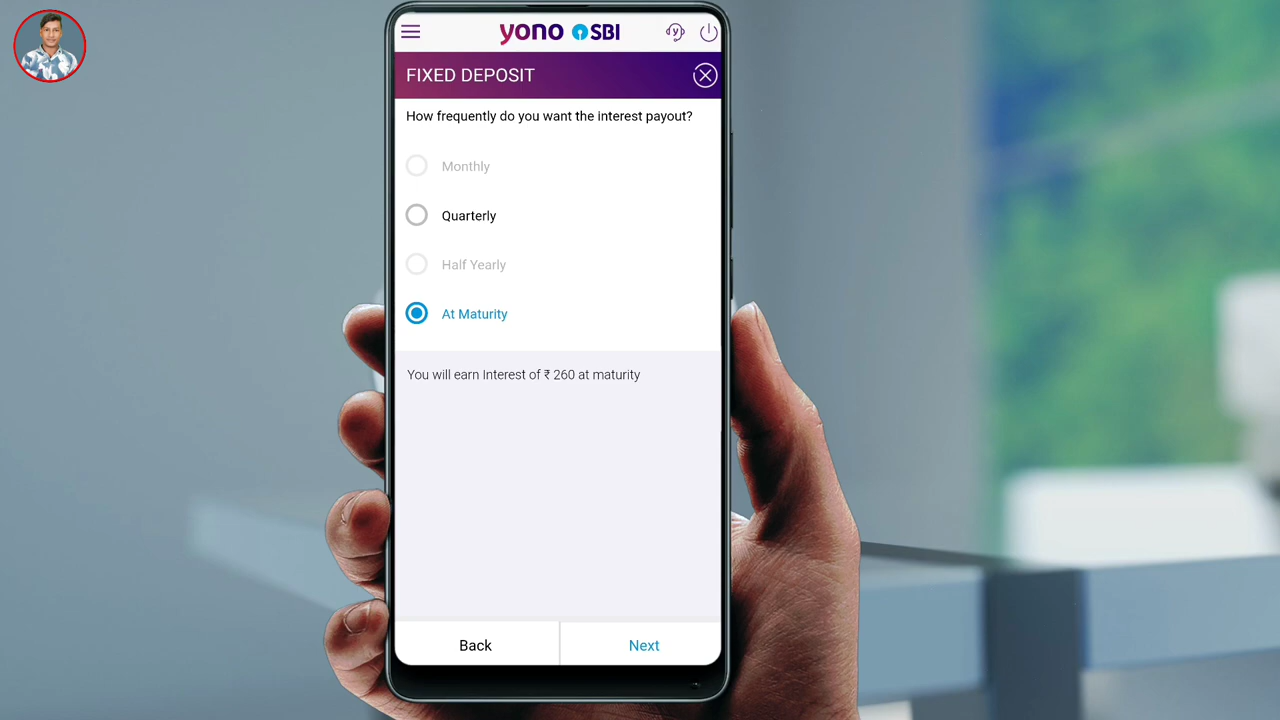 yono SBI
FIXED DEPOSIT
How frequently do you want the interest payout?
Monthly
Quarterly
Half Yearly
At Maturity
You will earn Interest of ₹ 260 at maturity
Back
Next